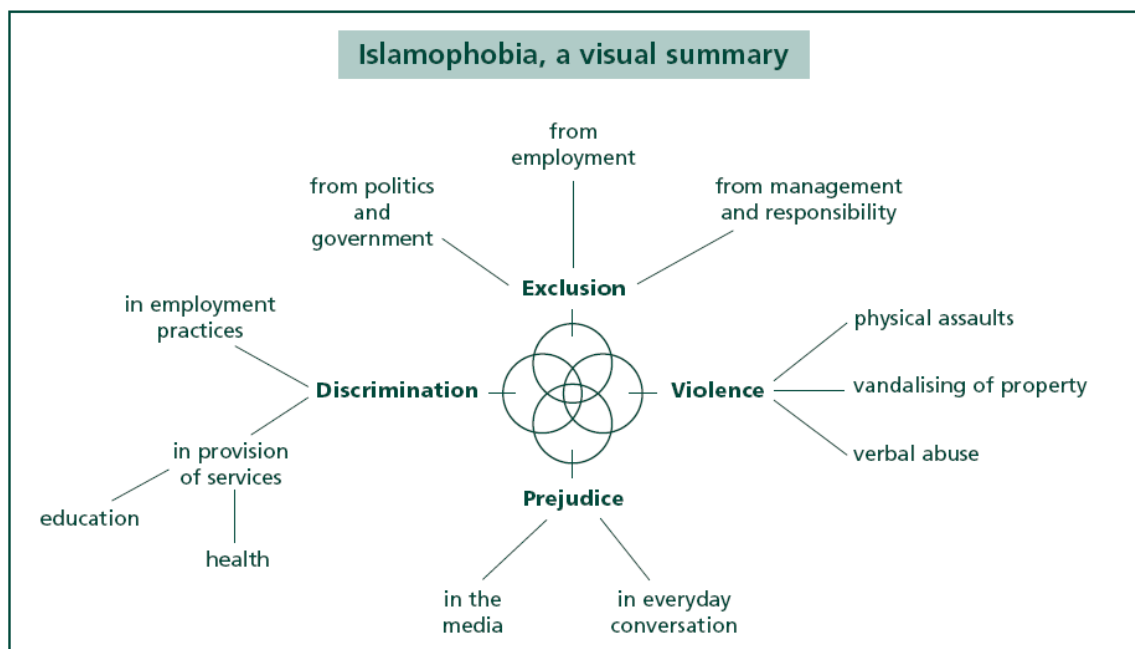 Islamophobia, a visual summary
from
employment
from politics
and
government
from management
and responsibility
Exclusion
in employment
practices
physical assaults
Discrimination
Violence
vandalising of property
in provision
of services
verbal abuse
education
health
Prejudice
in the
media
in everyday
conversation